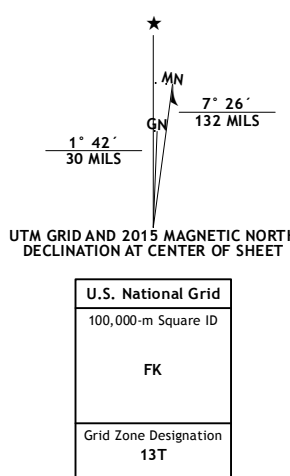 ★
MN
GN
7° 26´
132 MILS
1° 42´
30 MILS
UTM GRID AND 2015 MAGNETIC NORTH
DECLINATION AT CENTER OF SHEET
U.S. National Grid
100,000-m Square ID
FK
Grid Zone Designation
13T